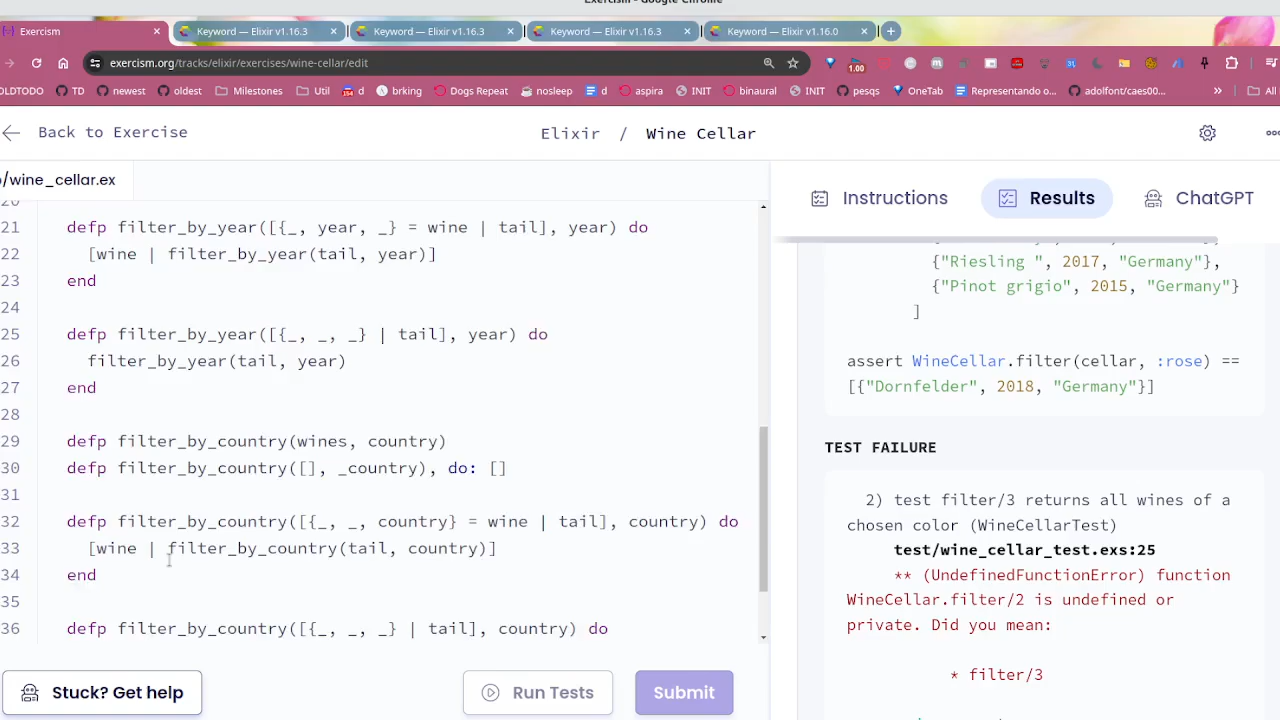 Exercism - Google Chrome
Exercism
Keyword — Elixir v1.16.3
Keyword — Elixir v1.16.3
Keyword — Elixir v1.16.3
Keyword — Elixir v1.16.0
exercism.org/tracks/elixir/exercises/wine-cellar/edit
1.00
OLDTODO
TD
newest
oldest
Milestones
Util
d
brking
Dogs Repeat
nosleep
d
aspira
INIT
binaural
INIT
pesqs
OneTab
Representando o...
adolfont/caes00...
»
All
Back to Exercise
Elixir / Wine Cellar
/wine_cellar.ex
Instructions
Results
ChatGPT
20
21 defp filter_by_year([{_, year, _} = wine | tail], year) do
22 [wine | filter_by_year(tail, year)]
23 end
24
25 defp filter_by_year([{_, _, _} | tail], year) do
26 filter_by_year(tail, year)
27 end
28
29 defp filter_by_country(wines, country)
30 defp filter_by_country([], _country), do: []
31
32 defp filter_by_country([{_, _, country} = wine | tail], country) do
33 [wine | filter_by_country(tail, country)]
34 end
35
36 defp filter_by_country([{_, _, _} | tail], country) do
{"Riesling ", 2017, "Germany"},
{"Pinot grigio", 2015, "Germany"}
]
assert WineCellar.filter(cellar, :rose) ==
[{"Dornfelder", 2018, "Germany"}]
TEST FAILURE
2) test filter/3 returns all wines of a
chosen color (WineCellarTest)
test/wine_cellar_test.exs:25
** (UndefinedFunctionError) function
WineCellar.filter/2 is undefined or
private. Did you mean:
* filter/3
Stuck? Get help
Run Tests
Submit